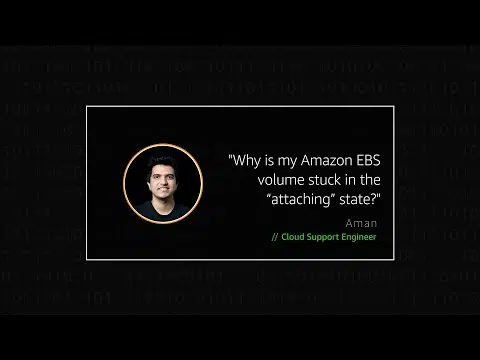 "Why is my Amazon EBS
volume stuck in the
“attaching” state?"
Aman
// Cloud Support Engineer